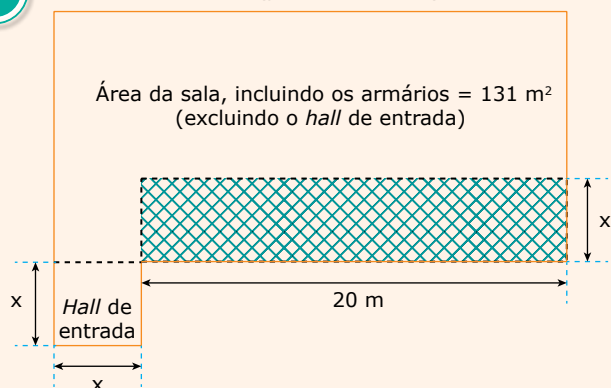 Área da sala, incluindo os armários = 131 m²
(excluindo o hall de entrada)
x
20 m
x
Hall de
entrada
x